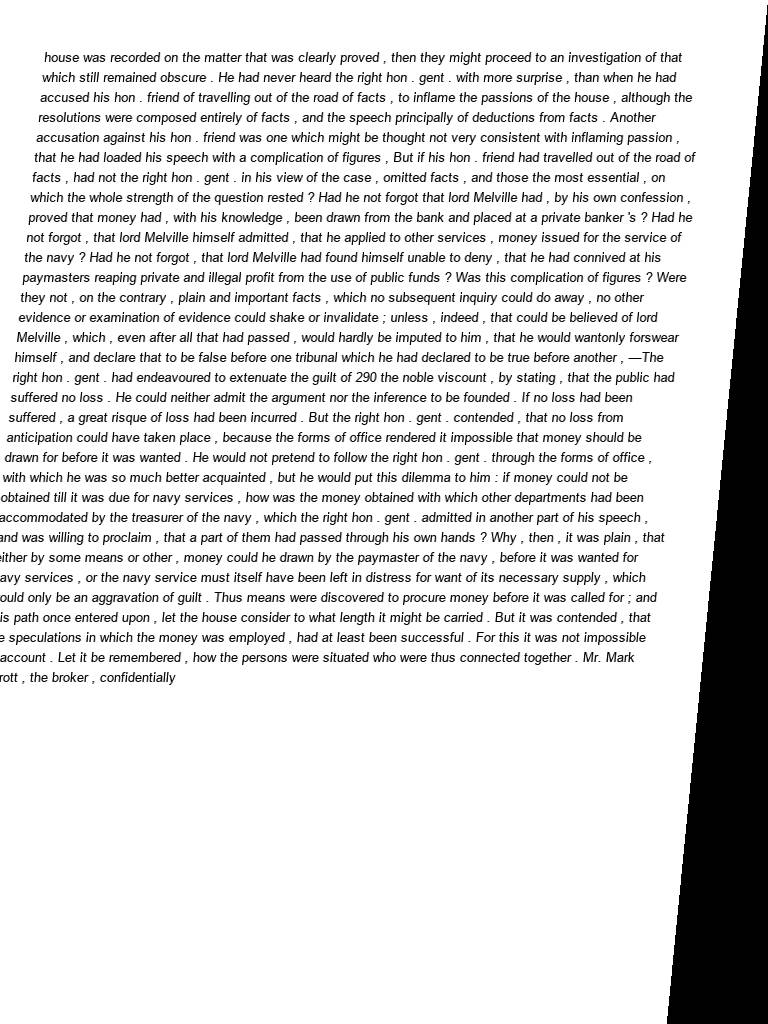 house was recorded on the matter that was clearly proved , then they might proceed to an investigation of that
which still remained obscure . He had never heard the right hon . gent . with more surprise , than when he had
accused his hon . friend of travelling out of the road of facts , to inflame the passions of the house , although the
resolutions were composed entirely of facts , and the speech principally of deductions from facts . Another
accusation against his hon . friend was one which might be thought not very consistent with inflaming passion ,
that he had loaded his speech with a complication of figures , But if his hon . friend had travelled out of the road of
facts , had not the right hon . gent . in his view of the case , omitted facts , and those the most essential , on
which the whole strength of the question rested ? Had he not forgot that lord Melville had , by his own confession ,
proved that money had , with his knowledge , been drawn from the bank and placed at a private banker 's ? Had he
not forgot , that lord Melville himself admitted , that he applied to other services , money issued for the service of
the navy ? Had he not forgot , that lord Melville had found himself unable to deny , that he had connived at his
paymasters reaping private and illegal profit from the use of public funds ? Was this complication of figures ? Were
they not , on the contrary , plain and important facts , which no subsequent inquiry could do away , no other
evidence or examination of evidence could shake or invalidate ; unless , indeed , that could be believed of lord
Melville , which , even after all that had passed , would hardly be imputed to him , that he would wantonly forswear
himself , and declare that to be false before one tribunal which he had declared to be true before another , —The
right hon . gent . had endeavoured to extenuate the guilt of 290 the noble viscount , by stating , that the public had
suffered no loss . He could neither admit the argument nor the inference to be founded . If no loss had been
suffered , a great risque of loss had been incurred . But the right hon . gent . contended , that no loss from
anticipation could have taken place , because the forms of office rendered it impossible that money should be
drawn for before it was wanted . He would not pretend to follow the right hon . gent . through the forms of office ,
with which he was so much better acquainted , but he would put this dilemma to him : if money could not be
obtained till it was due for navy services , how was the money obtained with which other departments had been
accommodated by the treasurer of the navy , which the right hon . gent . admitted in another part of his speech ,
and was willing to proclaim , that a part of them had passed through his own hands ? Why , then , it was plain , that
either by some means or other , money could he drawn by the paymaster of the navy , before it was wanted for
avy services , or the navy service must itself have been left in distress for want of its necessary supply , which
ould only be an aggravation of guilt . Thus means were discovered to procure money before it was called for ; and
is path once entered upon , let the house consider to what length it might be carried . But it was contended , that
e speculations in which the money was employed , had at least been successful . For this it was not impossible
account . Let it be remembered , how the persons were situated who were thus connected together . Mr. Mark
rott , the broker , confidentially